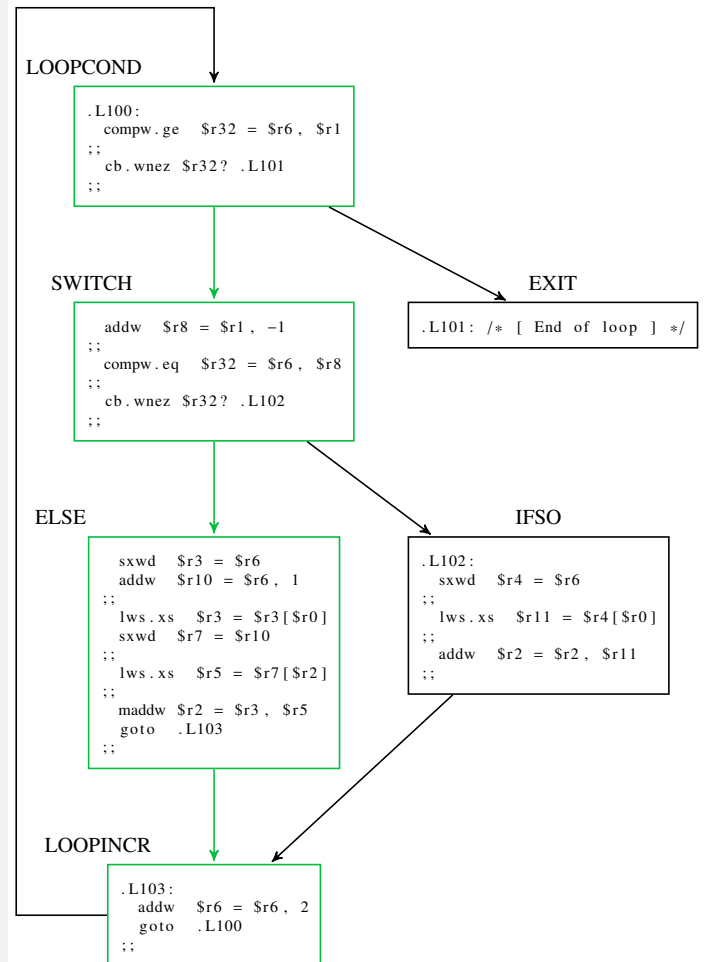 LOOPCOND
.L100:
compw.ge $r32 = $r6, $r1
;;
cb.wnez $r32? .L101
;;
SWITCH
addw $r8 = $r1, −1
;;
compw.eq $r32 = $r6, $r8
;;
cb.wnez $r32? .L102
;;
EXIT
.L101: /* [ End of loop ] */
ELSE
sxwd $r3 = $r6
addw $r10 = $r6, 1
;;
lws.xs $r3 = $r3[$r0]
sxwd $r7 = $r10
;;
lws.xs $r5 = $r7[$r2]
;;
maddw $r2 = $r3, $r5
goto .L103
;;
IFSO
.L102:
sxwd $r4 = $r6
;;
lws.xs $r11 = $r4[$r0]
;;
addw $r2 = $r2, $r11
;;
LOOPINCR
.L103:
addw $r6 = $r6, 2
goto .L100
;;